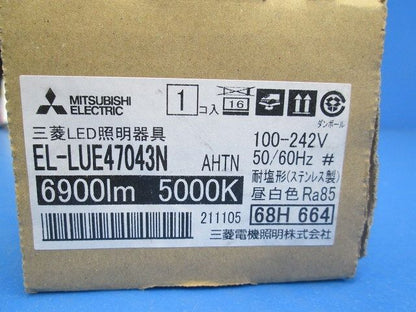 MITSUBISHI
ELECTRIC
1 コ入
16
ダンボール
三菱LED照明器具
100-242V
EL-LUE47043N AHTN
50/60Hz #
耐塩形(ステンレス製)
6900lm 5000K
昼白色 Ra85
211105
68H 664
三菱電機照明株式会社